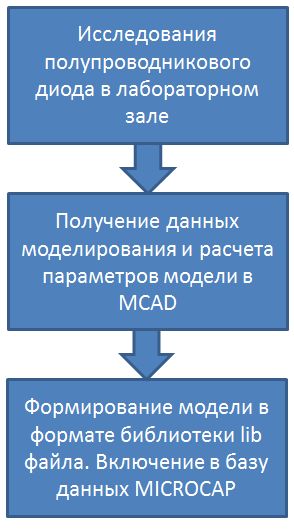 Исследования
полупроводникового
диода в лабораторном
зале
Получение данных
моделирования и расчета
параметров модели в
MCAD
Формирование модели в
формате библиотеки lib
файла. Включение в базу
данных MICROCAP